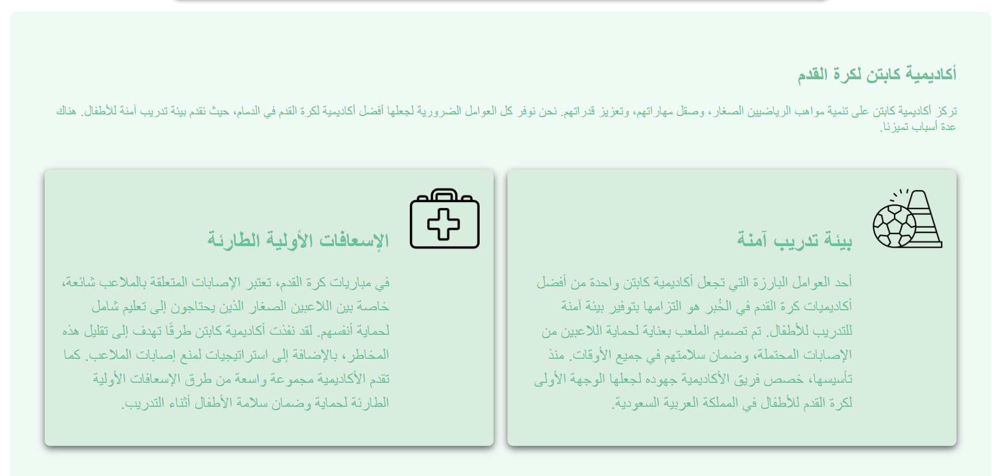 أكاديمية كابتن لكرة القدم
تركز أكاديمية كابتن على تنمية مواهب الرياضيين الصغار، وصقل مهاراتهم، وتعزيز قدراتهم. نحن نوفر كل العوامل الضرورية لجعلها أفضل أكاديمية لكرة القدم في الدمام، حيث نقدم بيئة تدريب آمنة للأطفال. هناك
عدة أسباب تميزنا.
بيئة تدريب آمنة
أحد العوامل البارزة التي تجعل أكاديمية كابتن واحدة من أفضل
أكاديميات كرة القدم في الخُبر هو التزامها بتوفير بيئة آمنة
للتدريب للأطفال. تم تصميم الملعب بعناية لحماية اللاعبين من
الإصابات المحتملة، وضمان سلامتهم في جميع الأوقات. منذ
تأسيسها، خصص فريق الأكاديمية جهوده لجعلها الوجهة الأولى
لكرة القدم للأطفال في المملكة العربية السعودية.
الإسعافات الأولية الطارئة
في مباريات كرة القدم، تعتبر الإصابات المتعلقة بالملاعب شائعة،
خاصة بين اللاعبين الصغار الذين يحتاجون إلى تعليم شامل
لحماية أنفسهم. لقد نفذت أكاديمية كابتن طرقًا تهدف إلى تقليل هذه
المخاطر، بالإضافة إلى استراتيجيات لمنع إصابات الملاعب. كما
تقدم الأكاديمية مجموعة واسعة من طرق الإسعافات الأولية
الطارئة لحماية وضمان سلامة الأطفال أثناء التدريب.